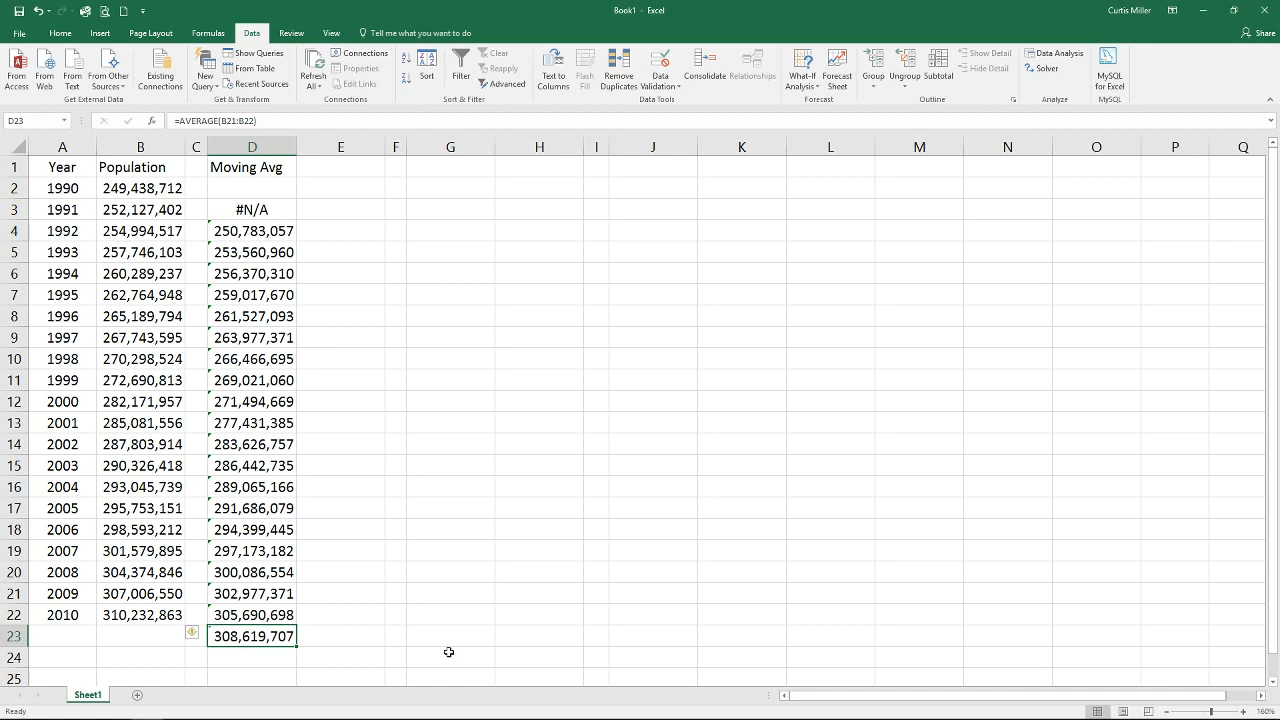 Book1 - Excel
Curtis Miller
File Home Insert Page Layout Formulas Data Review View Tell me what you want to do
Share
From Access
From Web
From Text
From Other Sources
Existing Connections
Get External Data
New Query
Show Queries
From Table
Recent Sources
Get & Transform
Refresh All
Connections
Properties
Edit Links
Connections
A Z
Z A
Sort
Filter
Clear
Reapply
Advanced
Sort & Filter
Text to Columns
Flash Fill
Remove Duplicates
Data Validation
Consolidate
Relationships
Data Tools
What-If Analysis
Forecast Sheet
Forecast
Group
Ungroup
Subtotal
Show Detail
Hide Detail
Outline
Data Analysis
Solver
Analyze
MySQL for Excel
MySQL
D23 fx =AVERAGE(B21:B22)
A B C D E F G H I J K L M N O P Q
1 Year Population Moving Avg
2 1990 249,438,712
3 1991 252,127,402 #N/A
4 1992 254,994,517 250,783,057
5 1993 257,746,103 253,560,960
6 1994 260,289,237 256,370,310
7 1995 262,764,948 259,017,670
8 1996 265,189,794 261,527,093
9 1997 267,743,595 263,977,371
10 1998 270,298,524 266,466,695
11 1999 272,690,813 269,021,060
12 2000 282,171,957 271,494,669
13 2001 285,081,556 277,431,385
14 2002 287,803,914 283,626,757
15 2003 290,326,418 286,442,735
16 2004 293,045,739 289,065,166
17 2005 295,753,151 291,686,079
18 2006 298,593,212 294,399,445
19 2007 301,579,895 297,173,182
20 2008 304,374,846 300,086,554
21 2009 307,006,550 302,977,371
22 2010 310,232,863 305,690,698
23 308,619,707
24
25
Sheet1
Ready
160%